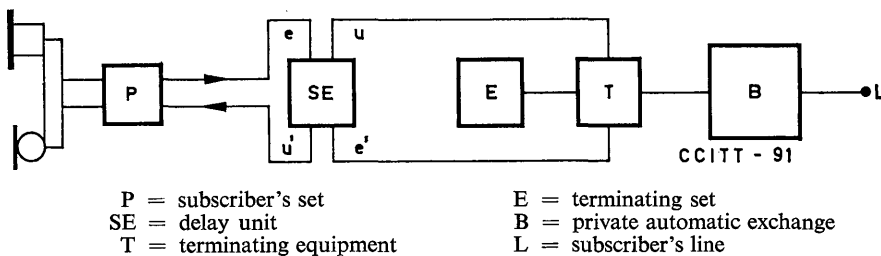 e u
P SE E T B L
u' e'
CCITT - 91
P = subscriber's set
SE = delay unit
T = terminating equipment
E = terminating set
B = private automatic exchange
L = subscriber's line